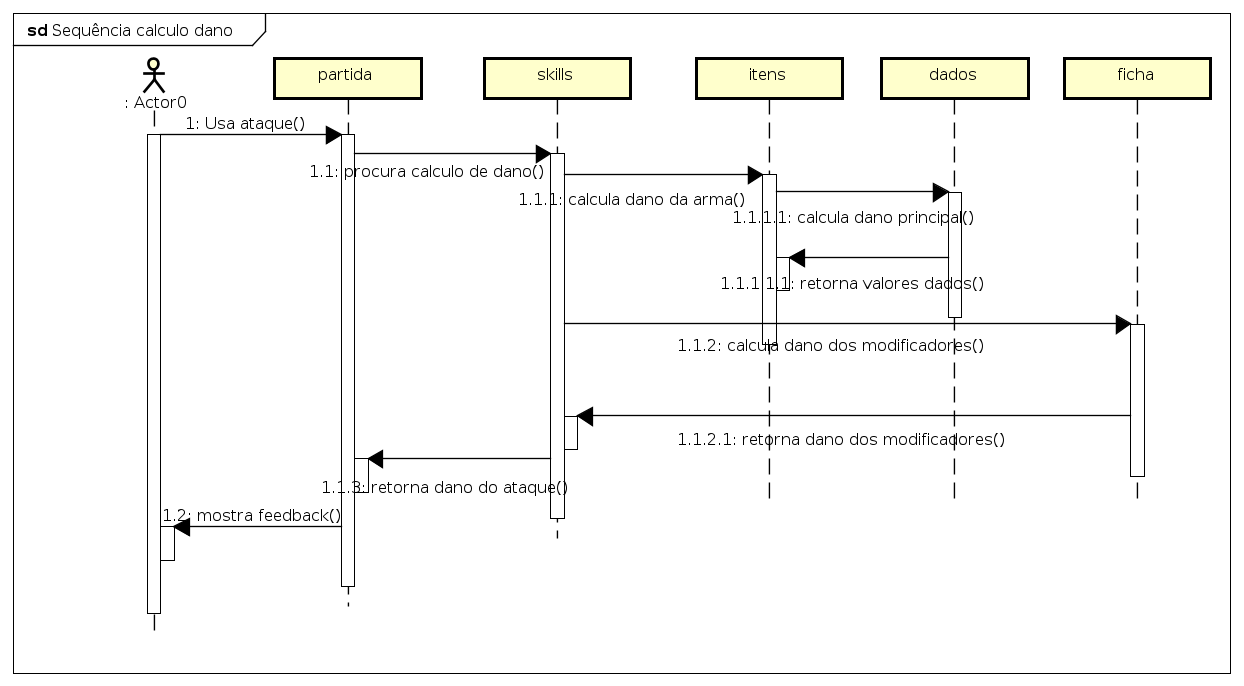 sd Sequência calculo dano
: Actor0
partida
skills
itens
dados
ficha
1: Usa ataque()
1.1: procura calculo de dano()
1.1.1: calcula dano da arma()
1.1.1.1: calcula dano principal()
1.1.1.1.1: retorna valores dados()
1.1.2: calcula dano dos modificadores()
1.1.2.1: retorna dano dos modificadores()
1.1.3: retorna dano do ataque()
1.2: mostra feedback()